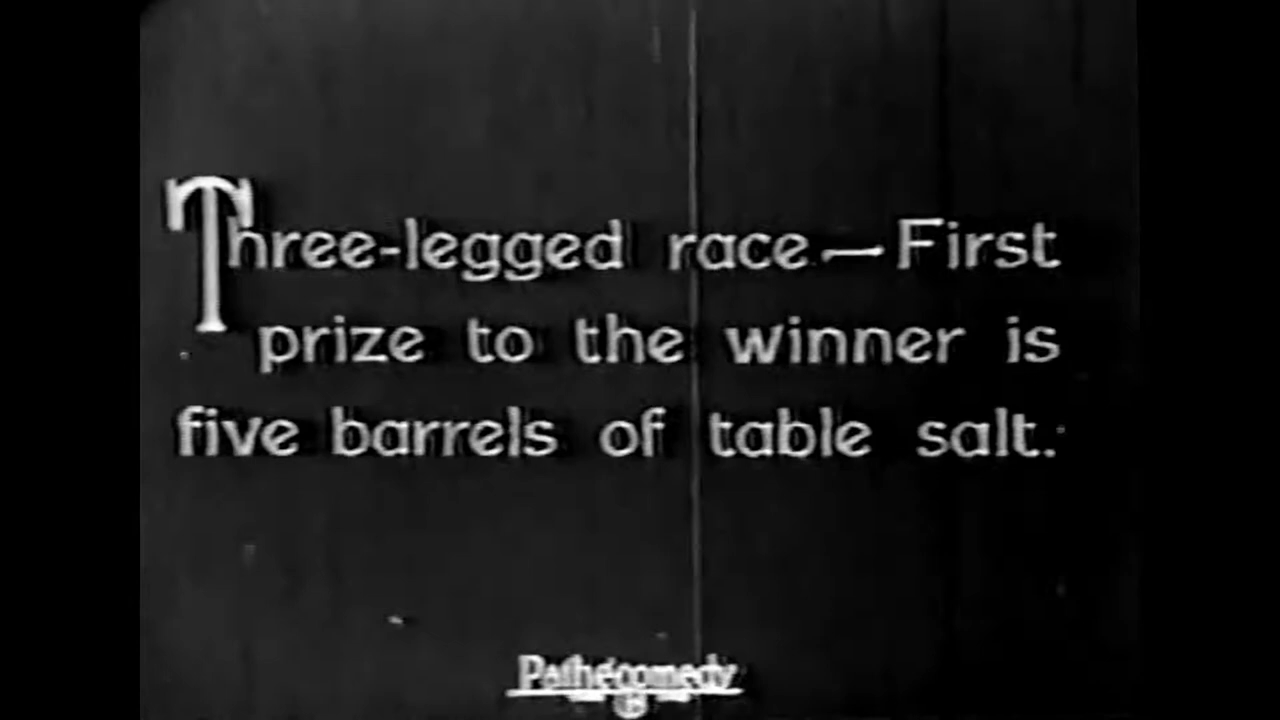 Three-legged race — First
prize to the winner is
five barrels of table salt.
Pathécomedy